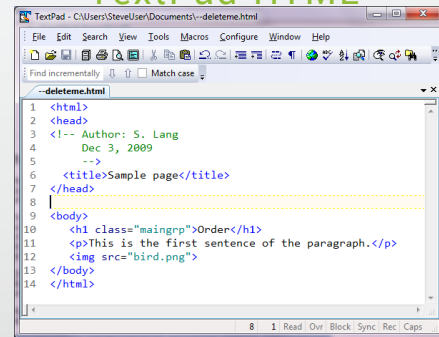 TextPad HTML
TextPad - C:\Users\SteveUser\Documents\--deleteme.html
File Edit Search View Tools Macros Configure Window Help
Find incrementally Match case
--deleteme.html
1 <html>
2 <head>
3 <!-- Author: S. Lang
4 Dec 3, 2009
5 -->
6 <title>Sample page</title>
7 </head>
8
9 <body>
10 <h1 class="maingrp">Order</h1>
11 <p>This is the first sentence of the paragraph.</p>
12 <img src="bird.png">
13 </body>
14 </html>
8 1 Read Ovr Block Sync Rec Caps